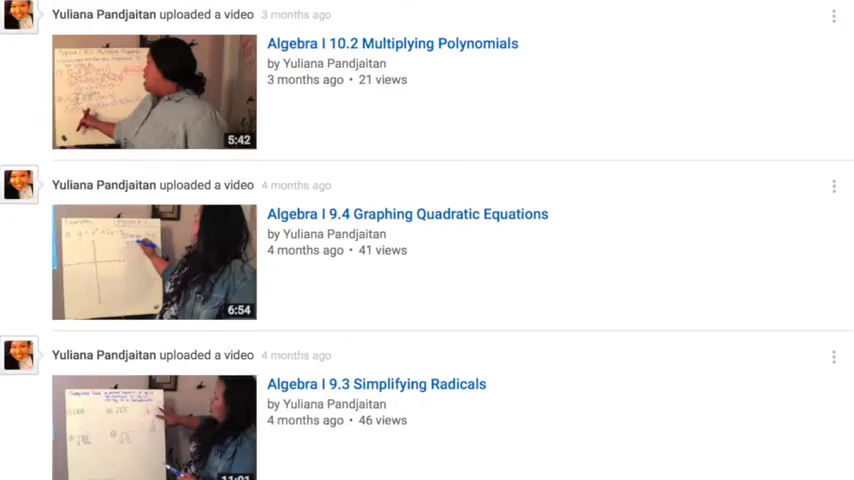 Yuliana Pandjaitan uploaded a video 3 months ago
Algebra I 10.2 Multiplying Polynomials
by Yuliana Pandjaitan
3 months ago • 21 views
5:42
Yuliana Pandjaitan uploaded a video 4 months ago
Algebra I 9.4 Graphing Quadratic Equations
by Yuliana Pandjaitan
4 months ago • 41 views
6:54
Yuliana Pandjaitan uploaded a video 4 months ago
Algebra I 9.3 Simplifying Radicals
by Yuliana Pandjaitan
4 months ago • 46 views
11:01